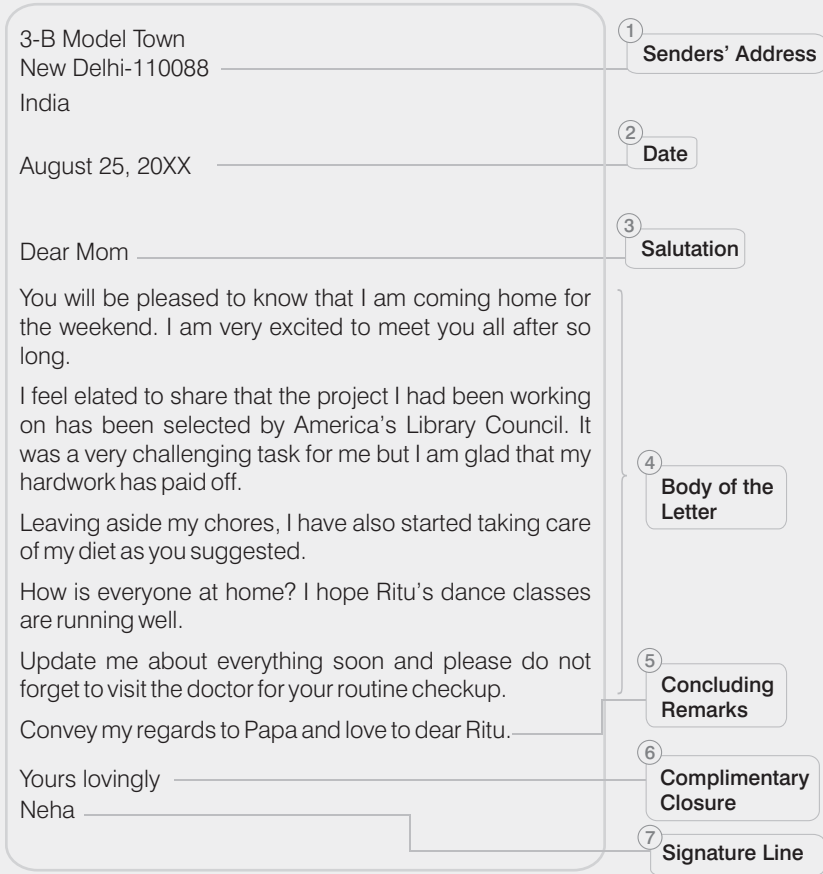 3-B Model Town
New Delhi-110088
India
August 25, 20XX
Dear Mom
You will be pleased to know that I am coming home for
the weekend. I am very excited to meet you all after so
long.
I feel elated to share that the project I had been working
on has been selected by America's Library Council. It
was a very challenging task for me but I am glad that my
hardwork has paid off.
Leaving aside my chores, I have also started taking care
of my diet as you suggested.
How is everyone at home? I hope Ritu's dance classes
are running well.
Update me about everything soon and please do not
forget to visit the doctor for your routine checkup.
Convey my regards to Papa and love to dear Ritu.
Yours lovingly
Neha
1
Senders' Address
2
Date
3
Salutation
4
Body of the
Letter
5
Concluding
Remarks
6
Complimentary
Closure
7
Signature Line